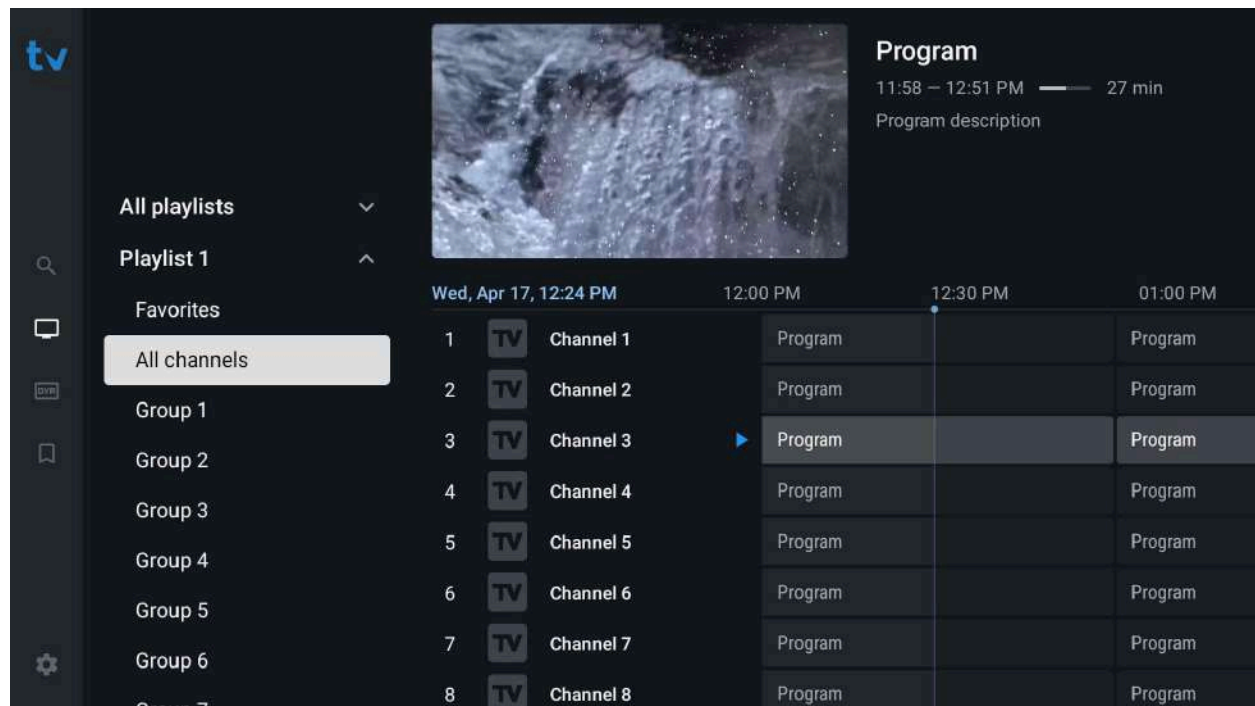 tv
Program
11:58 – 12:51 PM 27 min
Program description
All playlists
Playlist 1
Favorites
All channels
Group 1
Group 2
Group 3
Group 4
Group 5
Group 6
DVR
Wed, Apr 17, 12:24 PM 12:00 PM 12:30 PM 01:00 PM
1 TV Channel 1 Program Program
2 TV Channel 2 Program Program
3 TV Channel 3 Program Program
4 TV Channel 4 Program Program
5 TV Channel 5 Program Program
6 TV Channel 6 Program Program
7 TV Channel 7 Program Program
8 TV Channel 8 Program Program